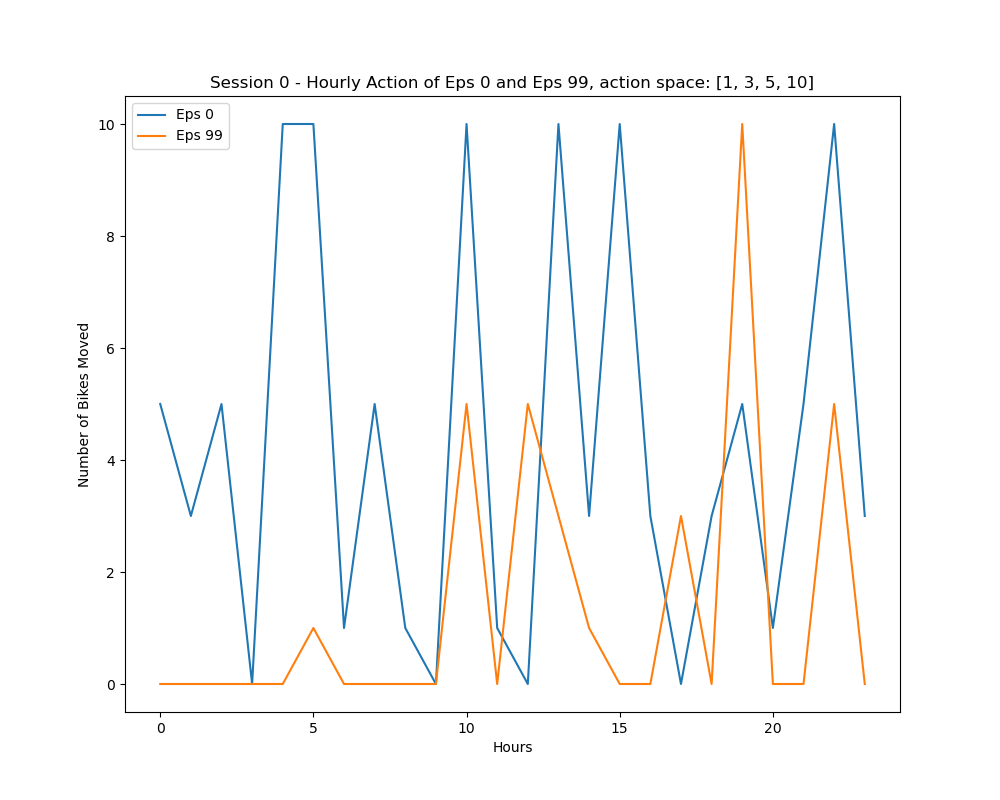 Session 0 - Hourly Action of Eps 0 and Eps 99, action space: [1, 3, 5, 10]
Eps 0
Eps 99
10
8
6
4
2
0
Number of Bikes Moved
0 5 10 15 20
Hours